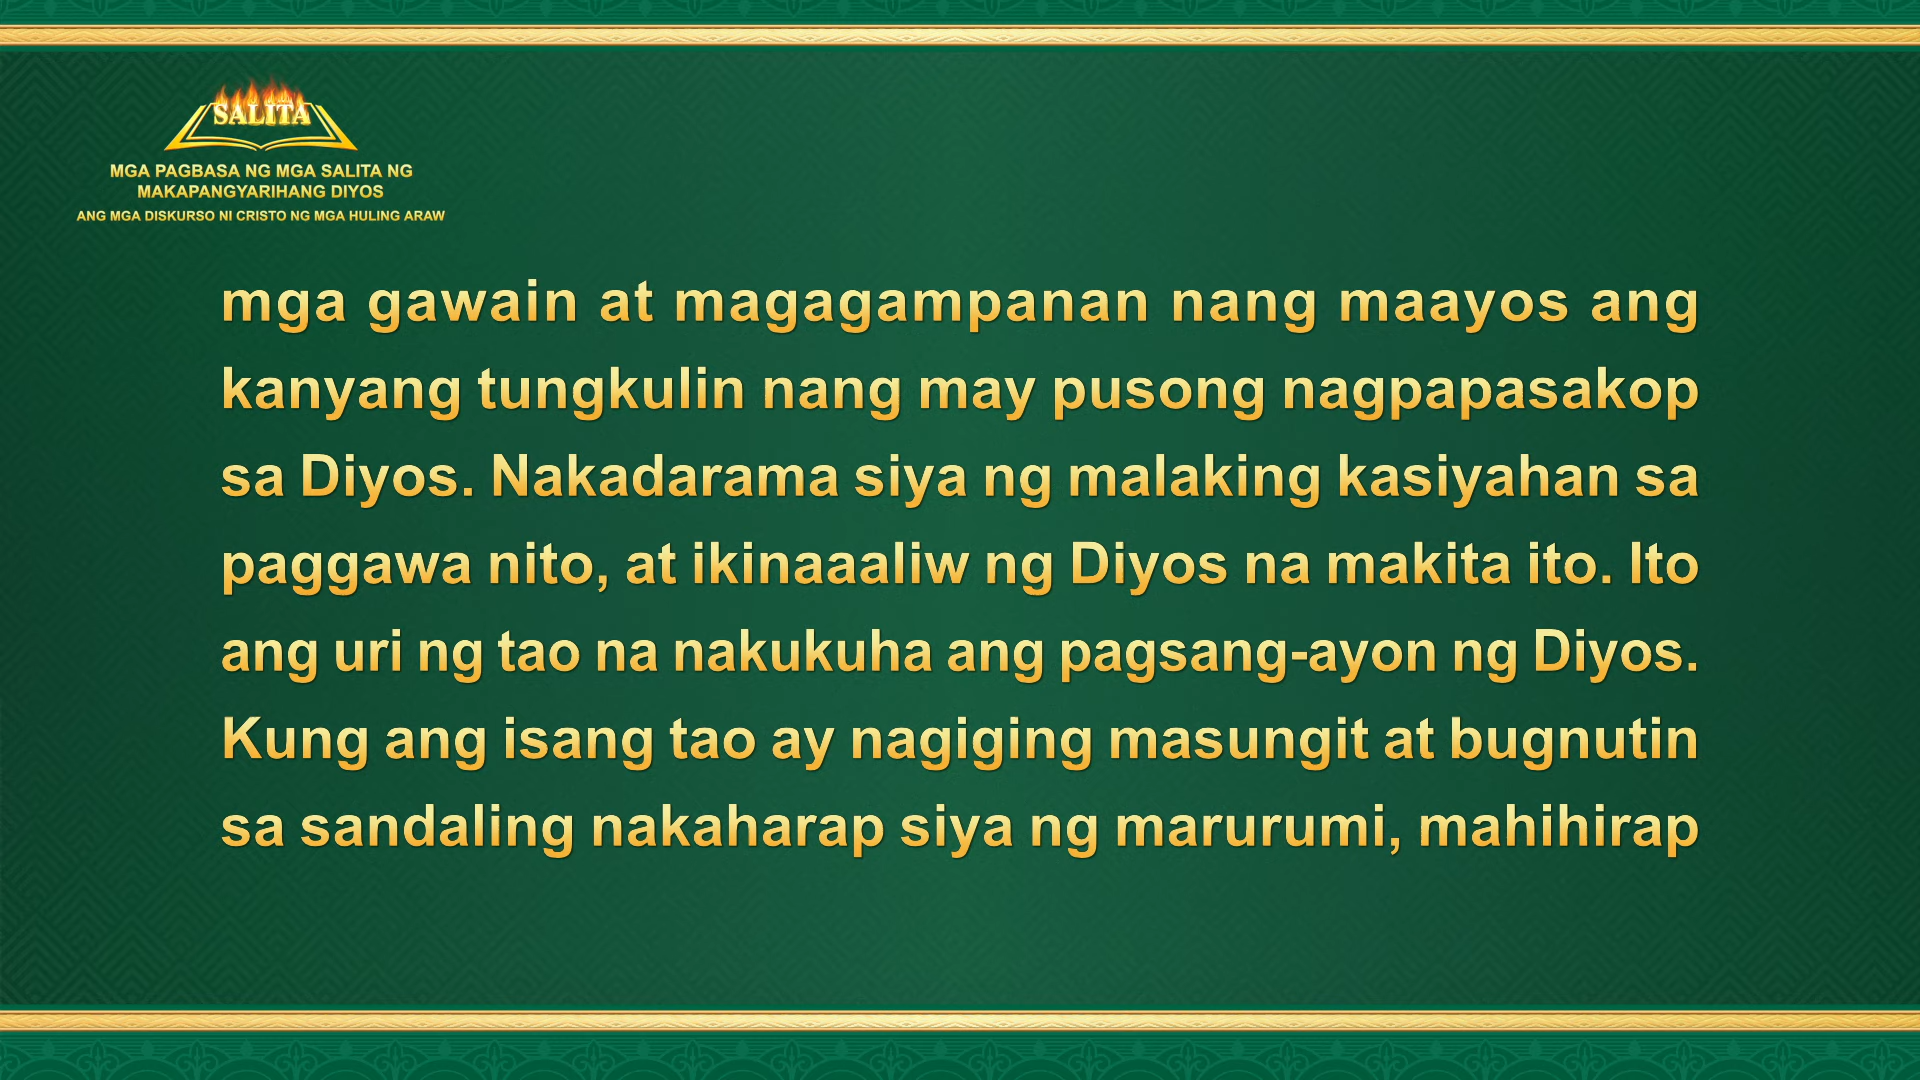 SALITA
MGA PAGBASA NG MGA SALITA NG
MAKAPANGYARIHANG DIYOS
ANG MGA DISKURSO NI CRISTO NG MGA HULING ARAW
mga gawain at magagampanan nang maayos ang
kanyang tungkulin nang may pusong nagpapasakop
sa Diyos. Nakadarama siya ng malaking kasiyahan sa
paggawa nito, at ikinaaaliw ng Diyos na makita ito. Ito
ang uri ng tao na nakukuha ang pagsang-ayon ng Diyos.
Kung ang isang tao ay nagiging masungit at bugnutin
sa sandaling nakaharap siya ng marurumi, mahihirap